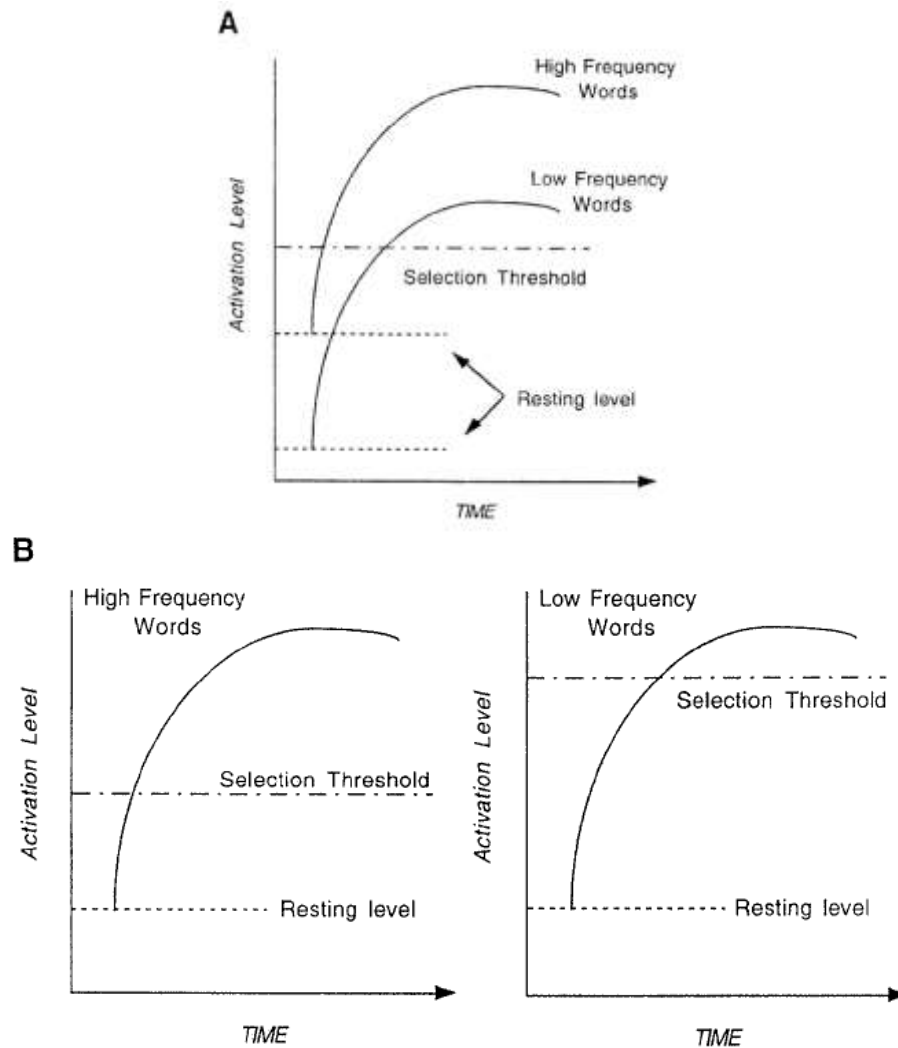 A
High Frequency
Words
Low Frequency
Words
Activation Level
Selection Threshold
Resting level
TIME
B
High Frequency
Words
Activation Level
Selection Threshold
Resting level
TIME
Low Frequency
Words
Activation Level
Selection Threshold
Resting level
TIME